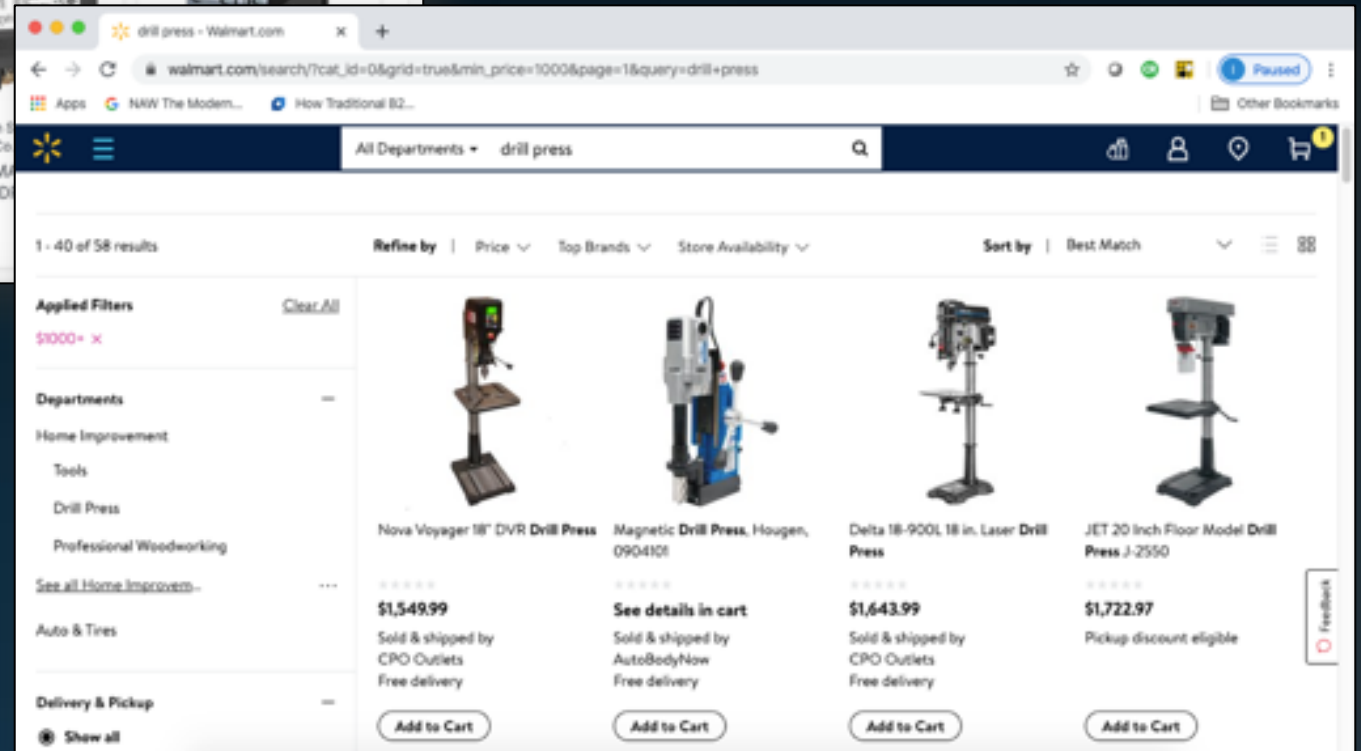 drill press - Walmart.com
walmart.com/search/?cat_id=0&grid=true&min_price=1000&page=1&query=drill+press
Paused
Apps
NAW The Modern...
How Traditional B2...
Other Bookmarks
All Departments
drill press
1
1 - 40 of 58 results
Refine by | Price
Top Brands
Store Availability
Sort by | Best Match
Applied Filters
Clear All
$1000+ ×
Departments
Home Improvement
Tools
Drill Press
Professional Woodworking
See all Home Improvem...
Auto & Tires
Delivery & Pickup
Show all
Nova Voyager 18" DVR Drill Press
$1,549.99
Sold & shipped by
CPO Outlets
Free delivery
Add to Cart
Magnetic Drill Press, Hougen,
0904101
See details in cart
Sold & shipped by
AutoBodyNow
Free delivery
Add to Cart
Delta 18-900L 18 in. Laser Drill
Press
$1,643.99
Sold & shipped by
CPO Outlets
Free delivery
Add to Cart
JET 20 Inch Floor Model Drill
Press J-2550
$1,722.97
Pickup discount eligible
Add to Cart
Feedback